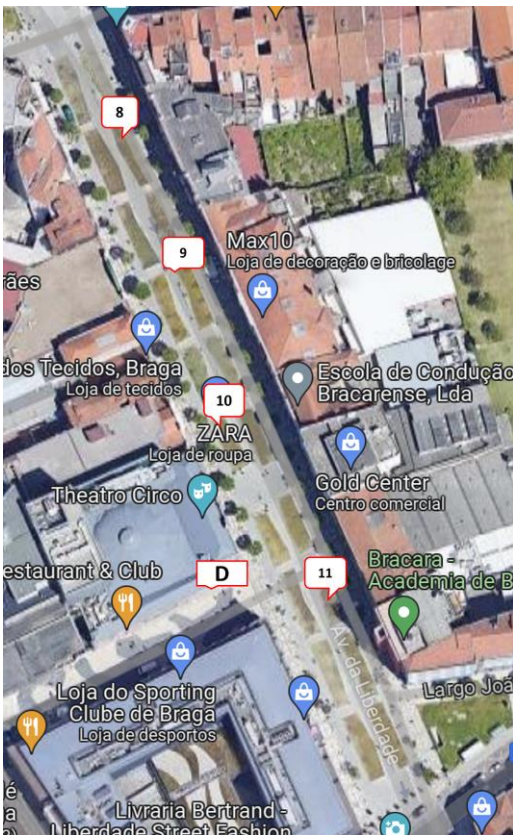 8
9
Max10
Loja de decoração e bricolage
rães
dos Tecidos, Braga
Loja de tecidos
Escola de Condução
Bracarense, Lda
10
ZARA
Loja de roupa
Gold Center
Centro comercial
Theatro Circo
estaurant & Club
D
11
Bracara -
Academia de B
Av. da Liberdade
Largo Joã
Loja do Sporting
Clube de Braga
Loja de desportos
é
a
Livraria Bertrand -
Liberdade Street Fashion